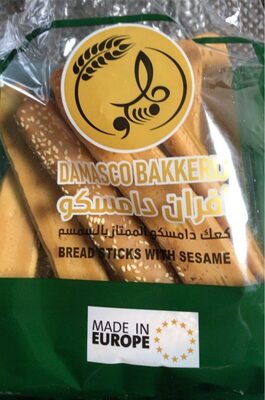 DAMASCO BAKKERIJ
أفران دامسكو
كعك دامسكو الممتاز بالسمسم
BREAD STICKS WITH SESAME
MADE IN
EUROPE